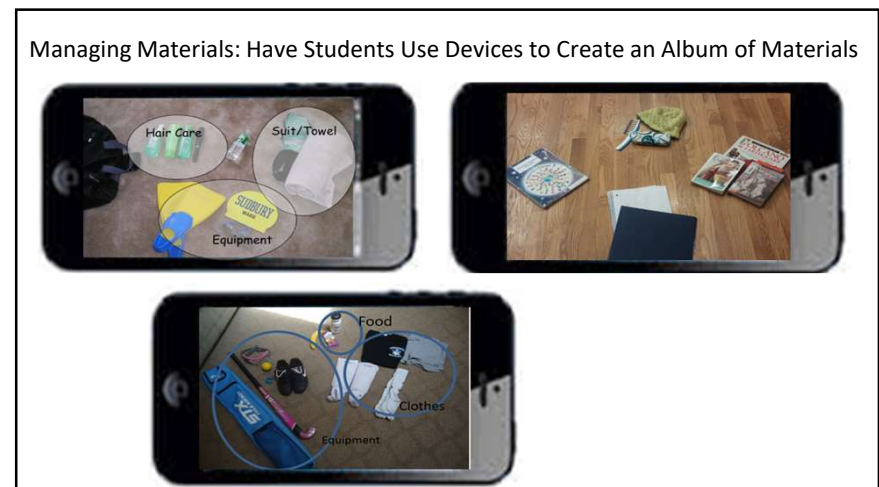 Managing Materials: Have Students Use Devices to Create an Album of Materials
Hair Care
Suit/Towel
SUDBURY
Equipment
Food
Clothes
STX
Equipment